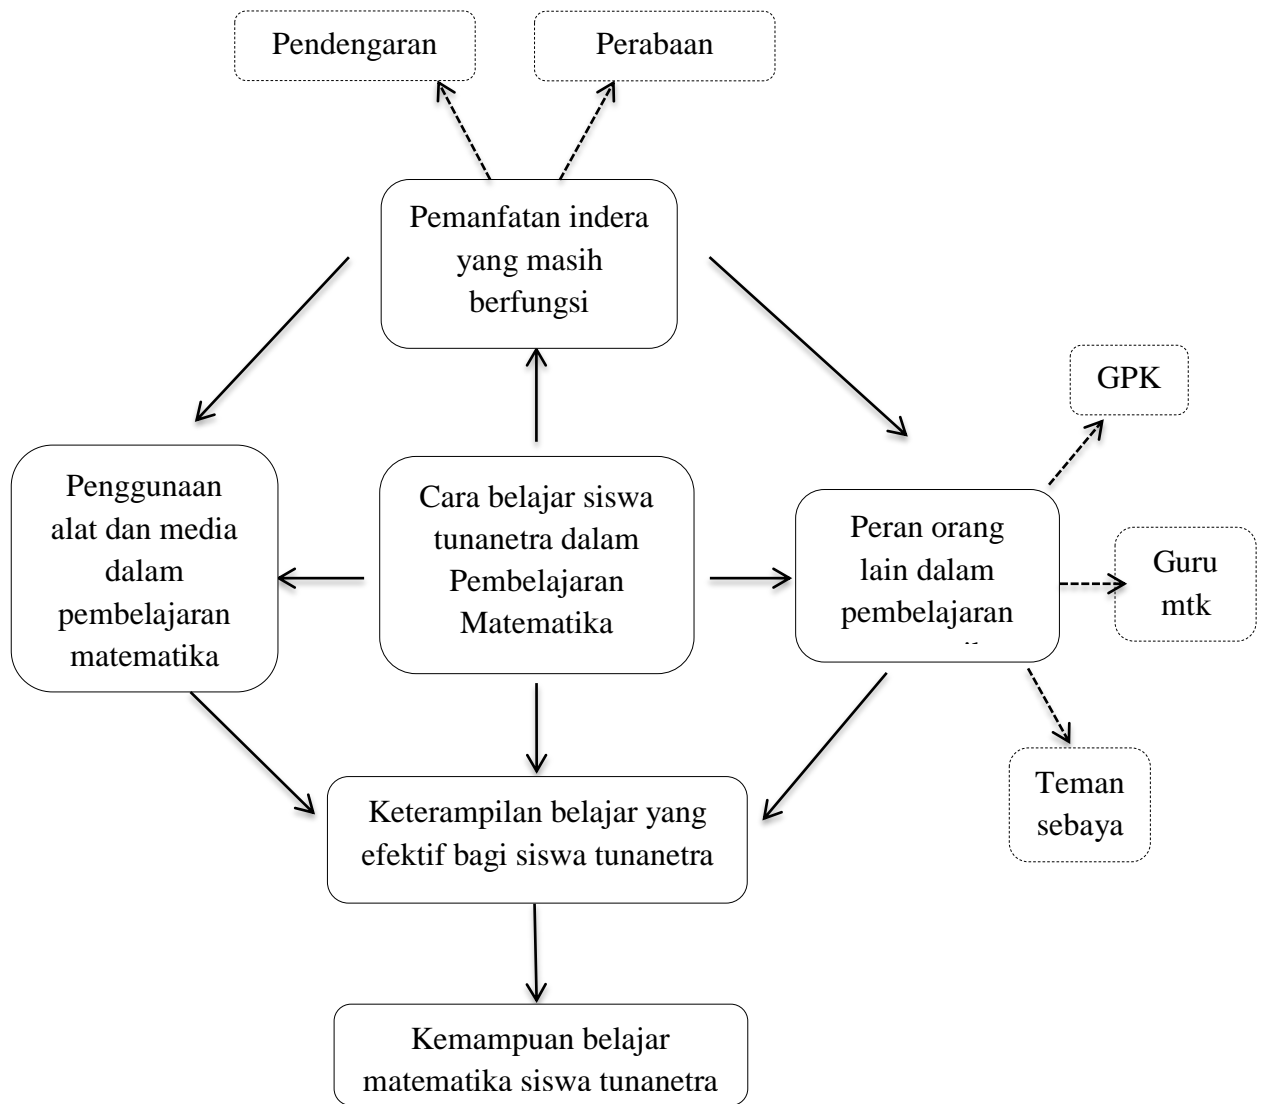 Pendengaran
Perabaan
Pemanfatan indera
yang masih
berfungsi
GPK
Penggunaan
alat dan media
dalam
pembelajaran
matematika
Cara belajar siswa
tunanetra dalam
Pembelajaran
Matematika
Peran orang
lain dalam
pembelajaran
Guru
mtk
Teman
sebaya
Keterampilan belajar yang
efektif bagi siswa tunanetra
Kemampuan belajar
matematika siswa tunanetra